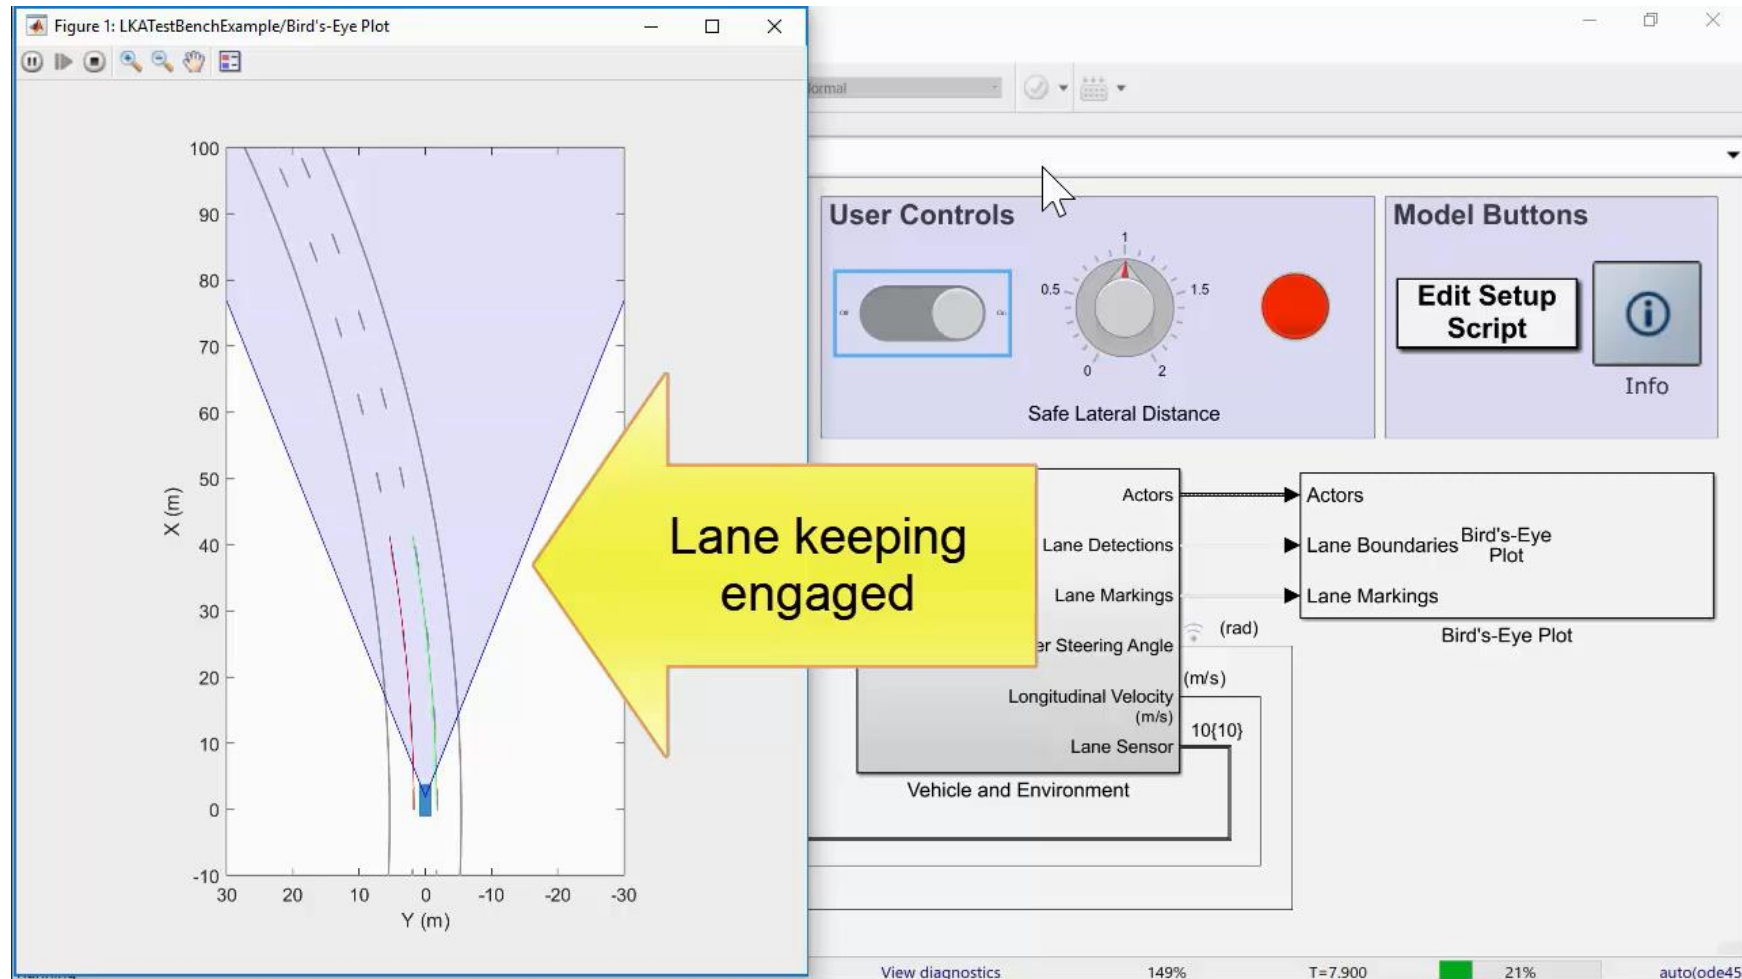 Figure 1: LKATestBenchExample/Bird's-Eye Plot
100
90
80
70
60
50
40
30
20
10
0
-10
X (m)
30 20 10 0 -10 -20 -30
Y (m)
Lane keeping
engaged
User Controls
Off
On
0
0.5
1
1.5
2
Safe Lateral Distance
Model Buttons
Edit Setup
Script
Info
Actors
Lane Detections
Lane Markings
Steering Angle
Longitudinal Velocity
(m/s)
Lane Sensor
Vehicle and Environment
(rad)
(m/s)
10{10}
Actors
Lane Boundaries
Bird's-Eye
Plot
Lane Markings
Bird's-Eye Plot
View diagnostics 149% T=7.900 21% auto(ode45